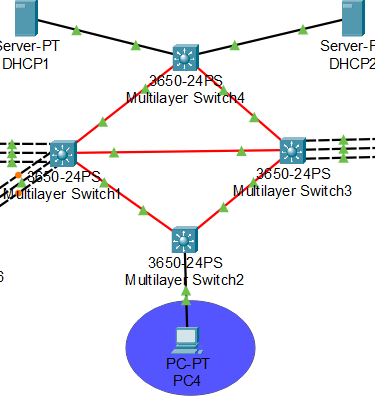 Server-PT
DHCP1
DHCP2
3650-24PS
Multilayer Switch4
3650-24PS
Multilayer Switch1
3650-24PS
Multilayer Switch3
3650-24PS
Multilayer Switch2
6
PC-PT
PC4